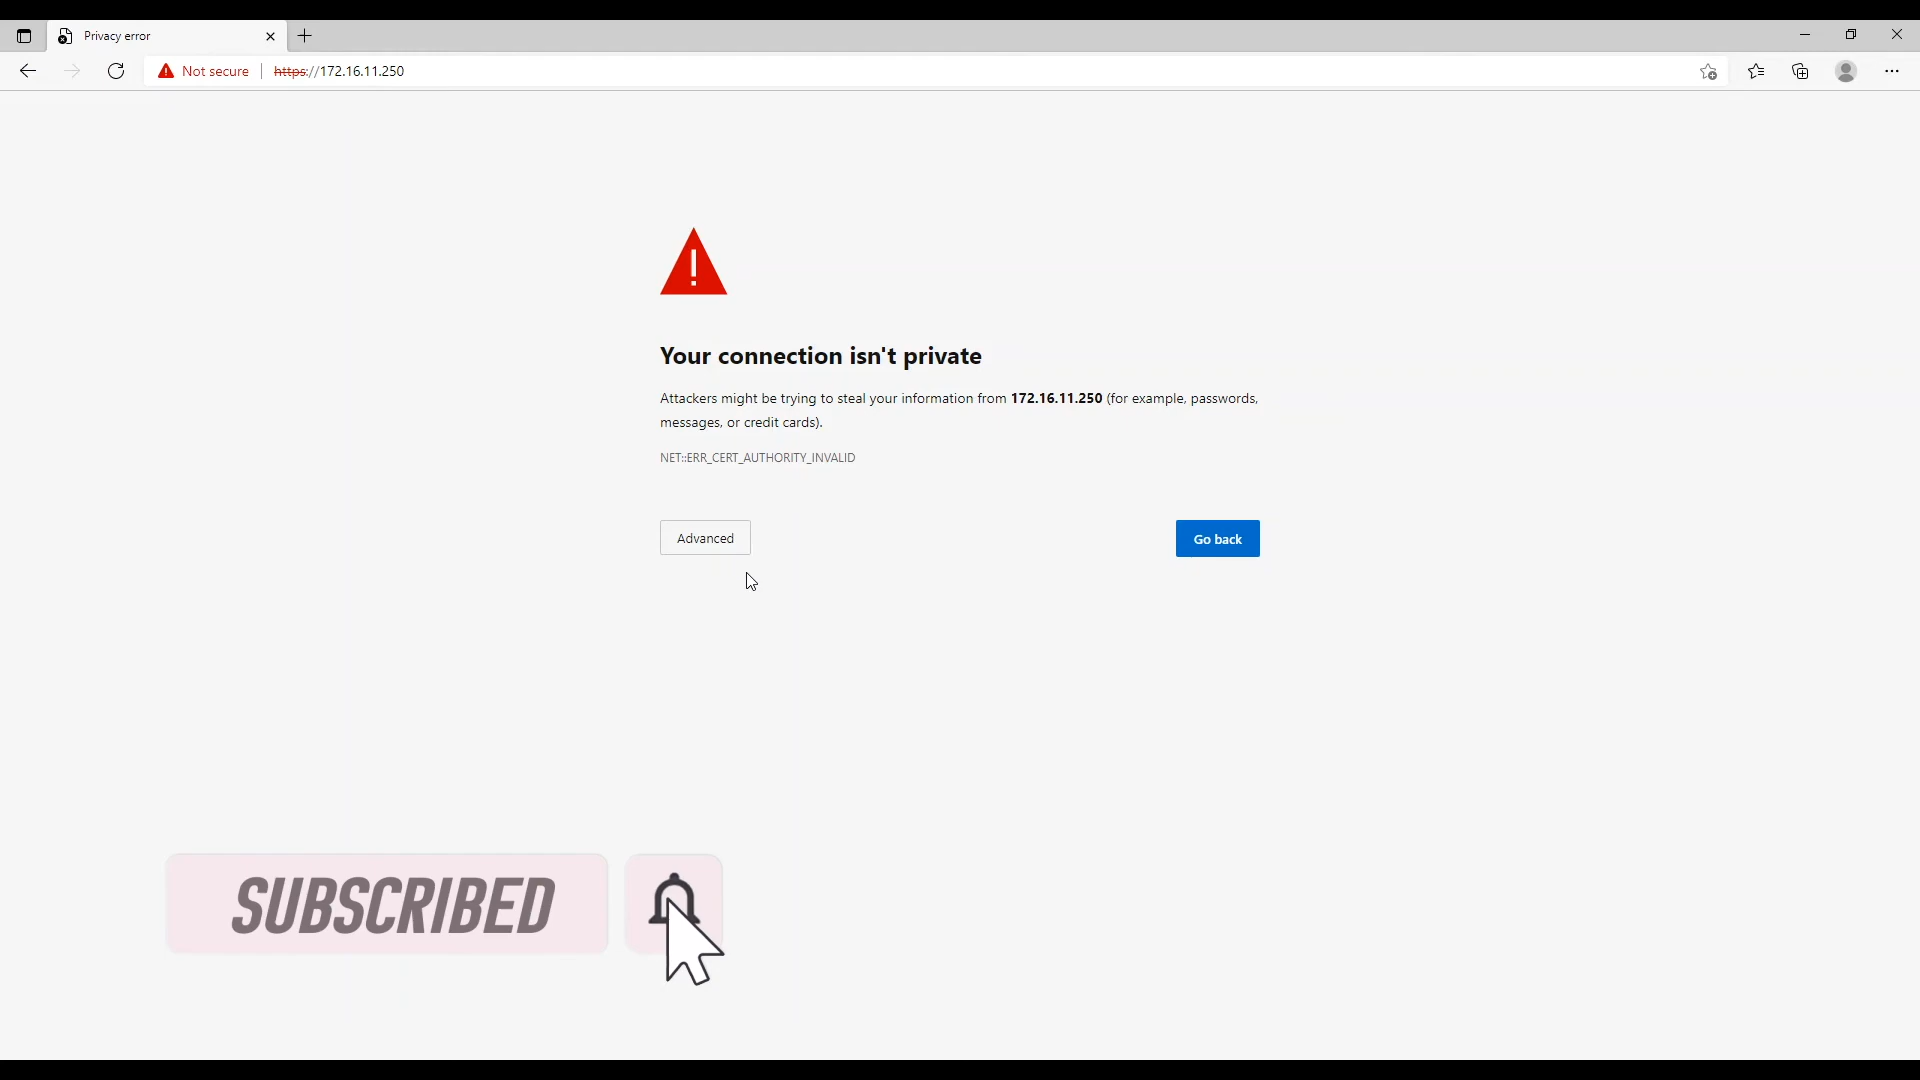 Privacy error
Not secure
https://172.16.11.250
Your connection isn't private
Attackers might be trying to steal your information from 172.16.11.250 (for example, passwords,
messages, or credit cards).
NET::ERR_CERT_AUTHORITY_INVALID
Advanced
Go back
SUBSCRIBED